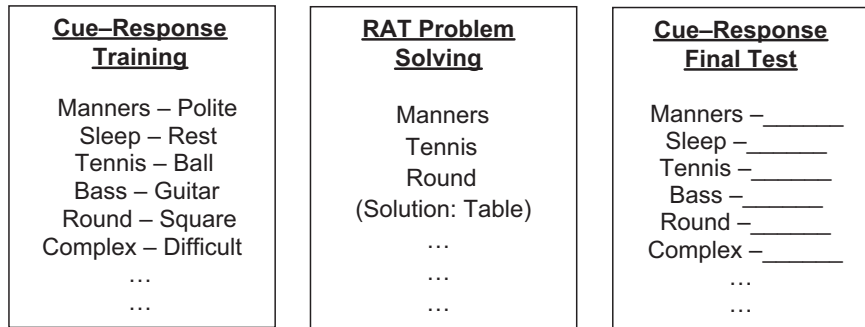 Cue–Response
Training
Manners – Polite
Sleep – Rest
Tennis – Ball
Bass – Guitar
Round – Square
Complex – Difficult
…
…
RAT Problem
Solving
Manners
Tennis
Round
(Solution: Table)
…
…
…
Cue–Response
Final Test
Manners –______
Sleep –______
Tennis –______
Bass –______
Round –______
Complex –______
…
…